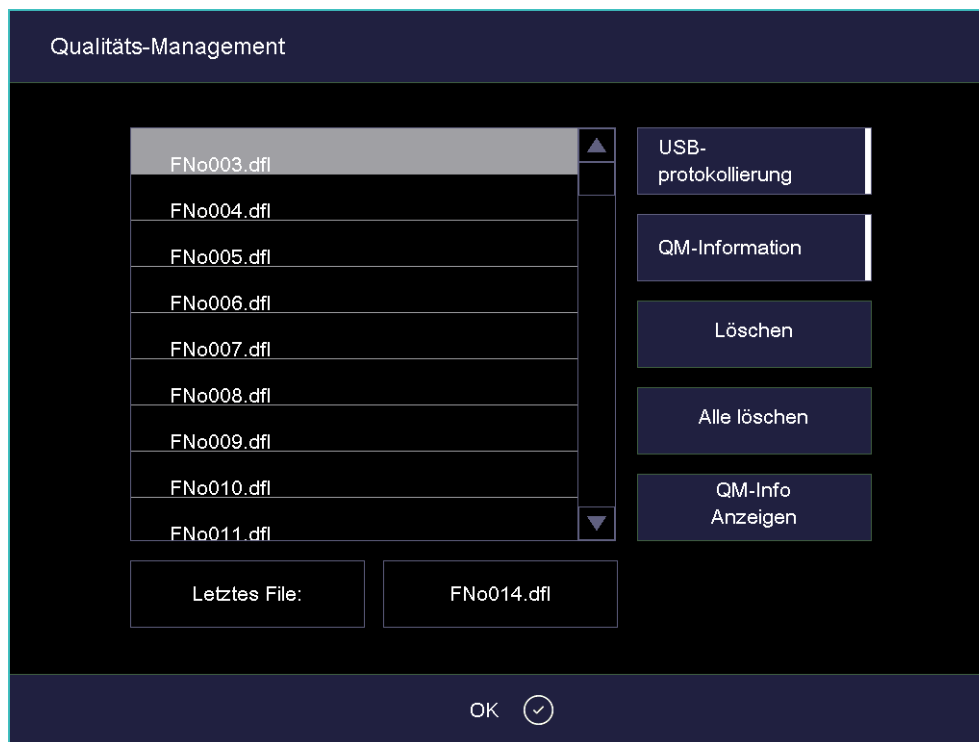 Qualitäts-Management
FNo003.dfl
FNo004.dfl
FNo005.dfl
FNo006.dfl
FNo007.dfl
FNo008.dfl
FNo009.dfl
FNo010.dfl
FNo011.dfl
USB-
protokollierung
QM-Information
Löschen
Alle löschen
QM-Info
Anzeigen
Letztes File:
FNo014.dfl
OK